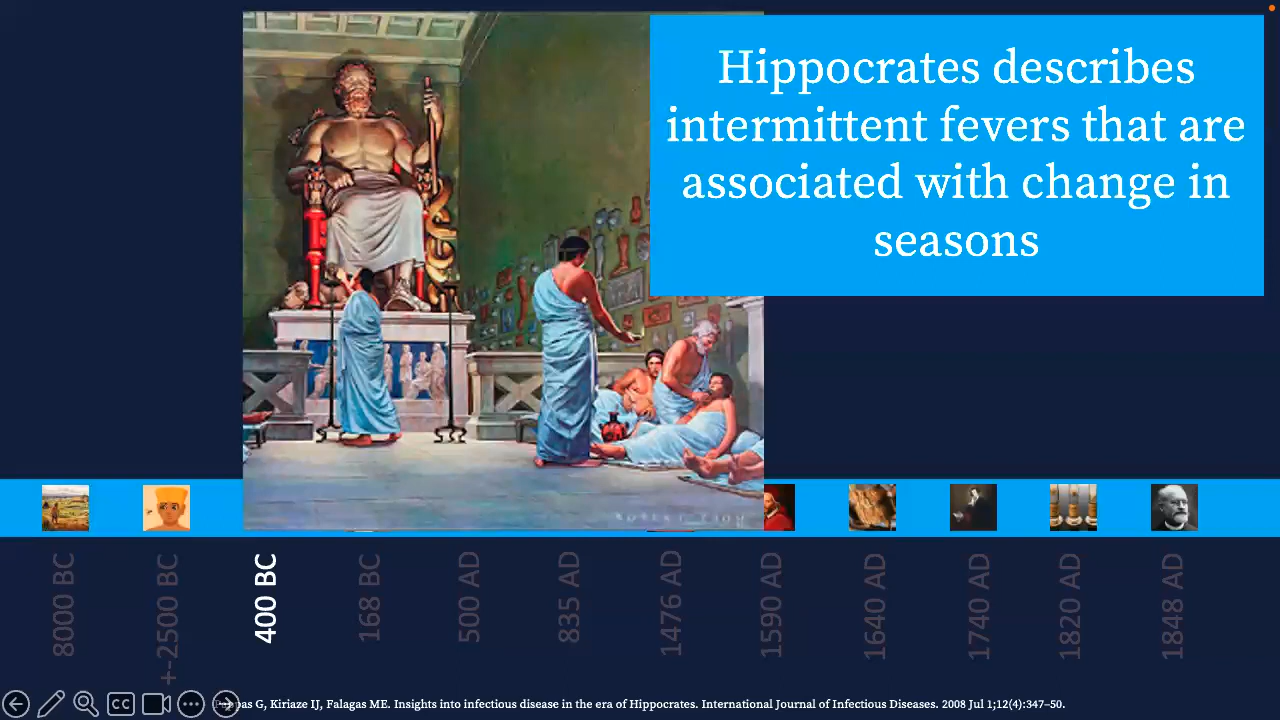 Hippocrates describes
intermittent fevers that are
associated with change in
seasons
8000 BC
+-2500 BC
400 BC
168 BC
500 AD
835 AD
1476 AD
1590 AD
1640 AD
1740 AD
1820 AD
1848 AD
CC
G, Kiriaze IJ, Falagas ME. Insights into infectious disease in the era of Hippocrates. International Journal of Infectious Diseases. 2008 Jul 1;12(4):347–50.